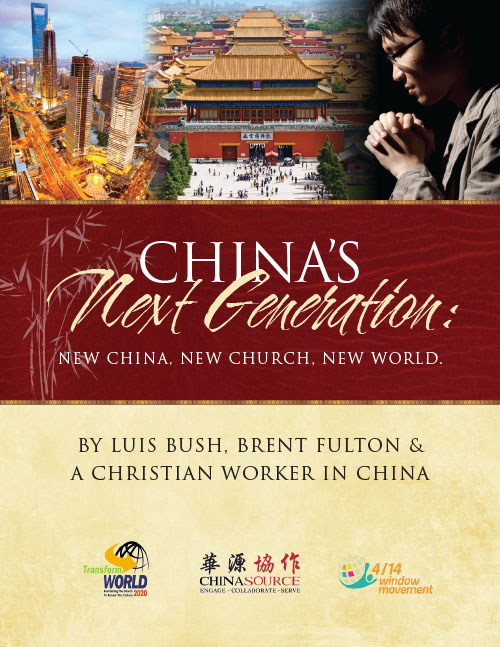 CHINA'S
Next Generation:
NEW CHINA, NEW CHURCH, NEW WORLD.
BY LUIS BUSH, BRENT FULTON &
A CHRISTIAN WORKER IN CHINA
Transform
WORLD
2020
華源協作
CHINASOURCE
ENGAGE · COLLABORATE · SERVE
4/14
window
movement